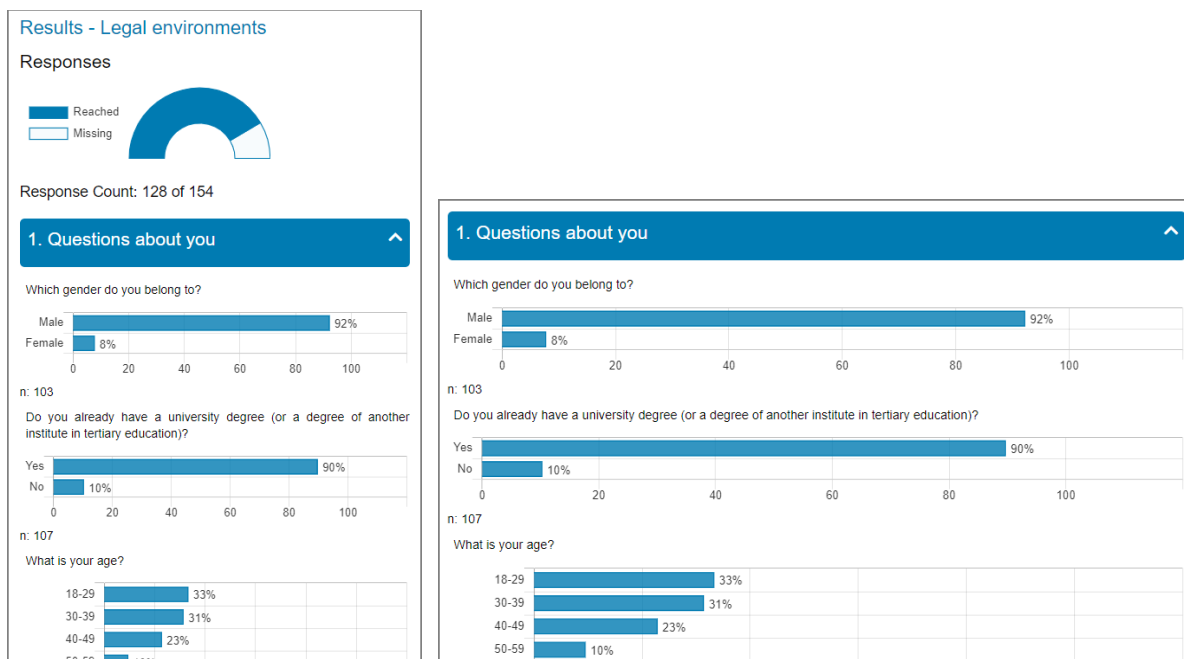 Results - Legal environments
Responses
Reached
Missing
Response Count: 128 of 154
1. Questions about you
Which gender do you belong to?
Male 92%
Female 8%
0 20 40 60 80 100
n: 103
Do you already have a university degree (or a degree of another
institute in tertiary education)?
Yes 90%
No 10%
0 20 40 60 80 100
n: 107
What is your age?
18-29 33%
30-39 31%
40-49 23%
1. Questions about you
Which gender do you belong to?
Male 92%
Female 8%
0 20 40 60 80 100
n: 103
Do you already have a university degree (or a degree of another institute in tertiary education)?
Yes 90%
No 10%
0 20 40 60 80 100
n: 107
What is your age?
18-29 33%
30-39 31%
40-49 23%
50-59 10%